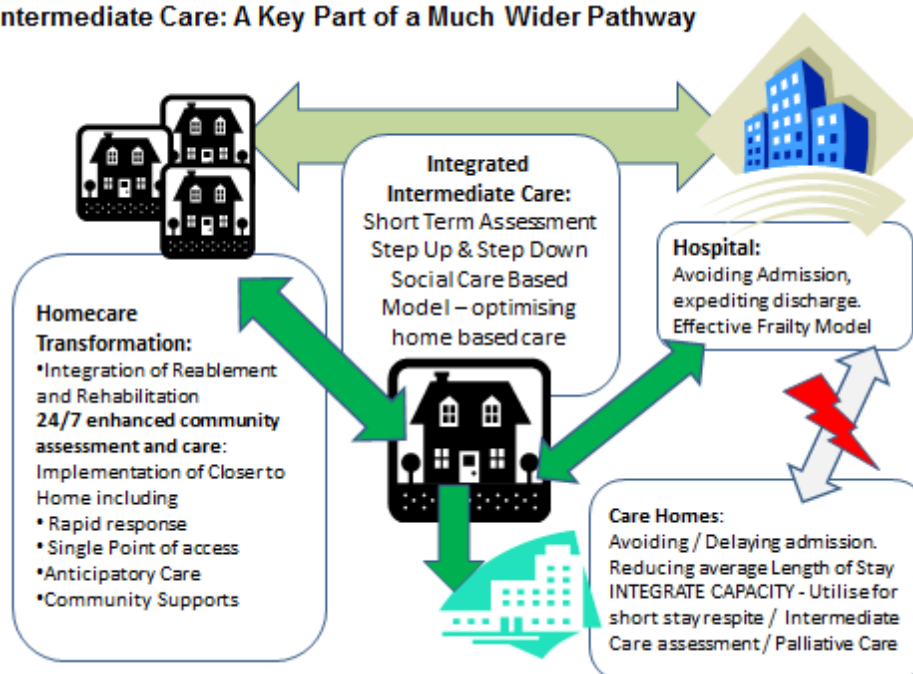 ntermediate Care: A Key Part of a Much Wider Pathway
Integrated
Intermediate Care:
Short Term Assessment
Step Up & Step Down
Social Care Based
Model – optimising
home based care
Hospital:
Avoiding Admission,
expediting discharge.
Effective Frailty Model
Homecare
Transformation:
•Integration of Reablement
and Rehabilitation
24/7 enhanced community
assessment and care:
Implementation of Closer to
Home including
• Rapid response
• Single Point of access
•Anticipatory Care
•Community Supports
Care Homes:
Avoiding / Delaying admission.
Reducing average Length of Stay
INTEGRATE CAPACITY - Utilise for
short stay respite / Intermediate
Care assessment / Palliative Care